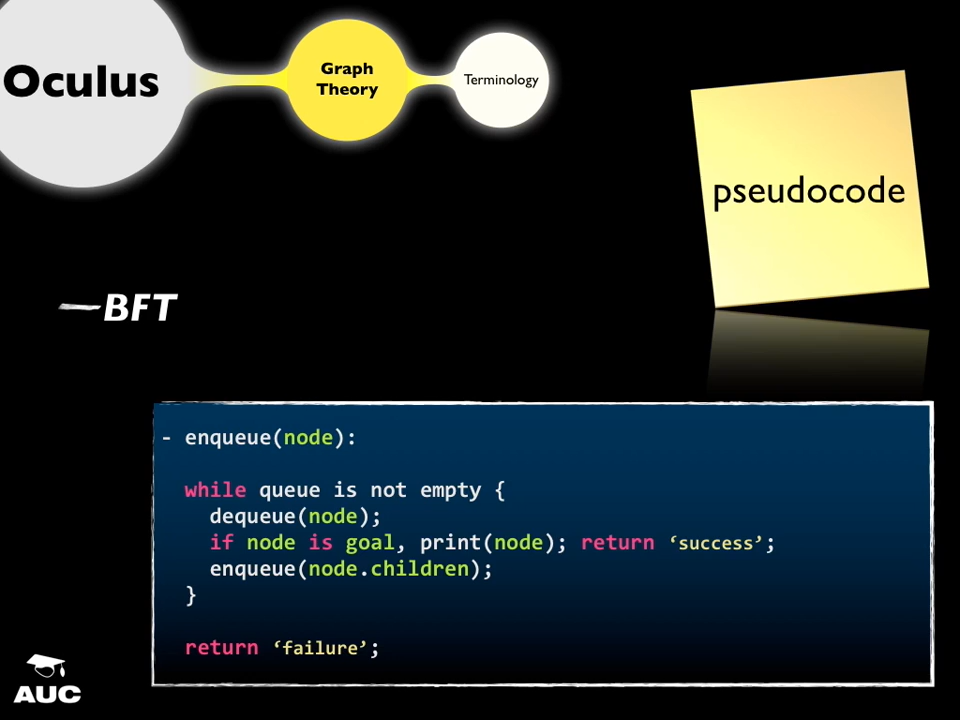 Oculus
Graph
Theory
Terminology
pseudocode
—BFT
- enqueue(node):
while queue is not empty {
dequeue(node);
if node is goal, print(node); return ‘success’;
enqueue(node.children);
}
return ‘failure’;
AUC